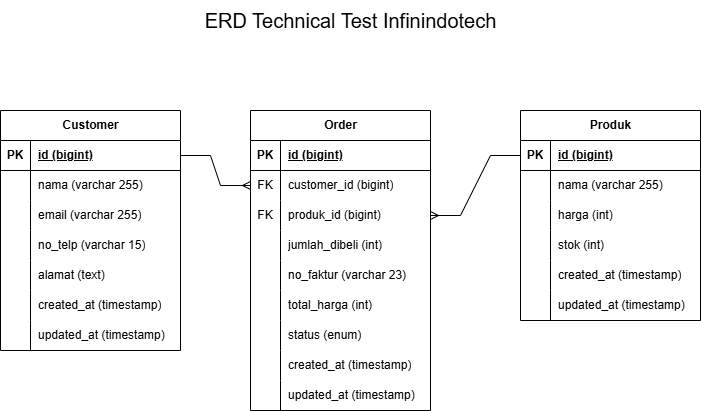 ERD Technical Test Infinindotech
Customer
PK id (bigint)
nama (varchar 255)
email (varchar 255)
no_telp (varchar 15)
alamat (text)
created_at (timestamp)
updated_at (timestamp)
Order
PK id (bigint)
FK customer_id (bigint)
FK produk_id (bigint)
jumlah_dibeli (int)
no_faktur (varchar 23)
total_harga (int)
status (enum)
created_at (timestamp)
updated_at (timestamp)
Produk
PK id (bigint)
nama (varchar 255)
harga (int)
stok (int)
created_at (timestamp)
updated_at (timestamp)